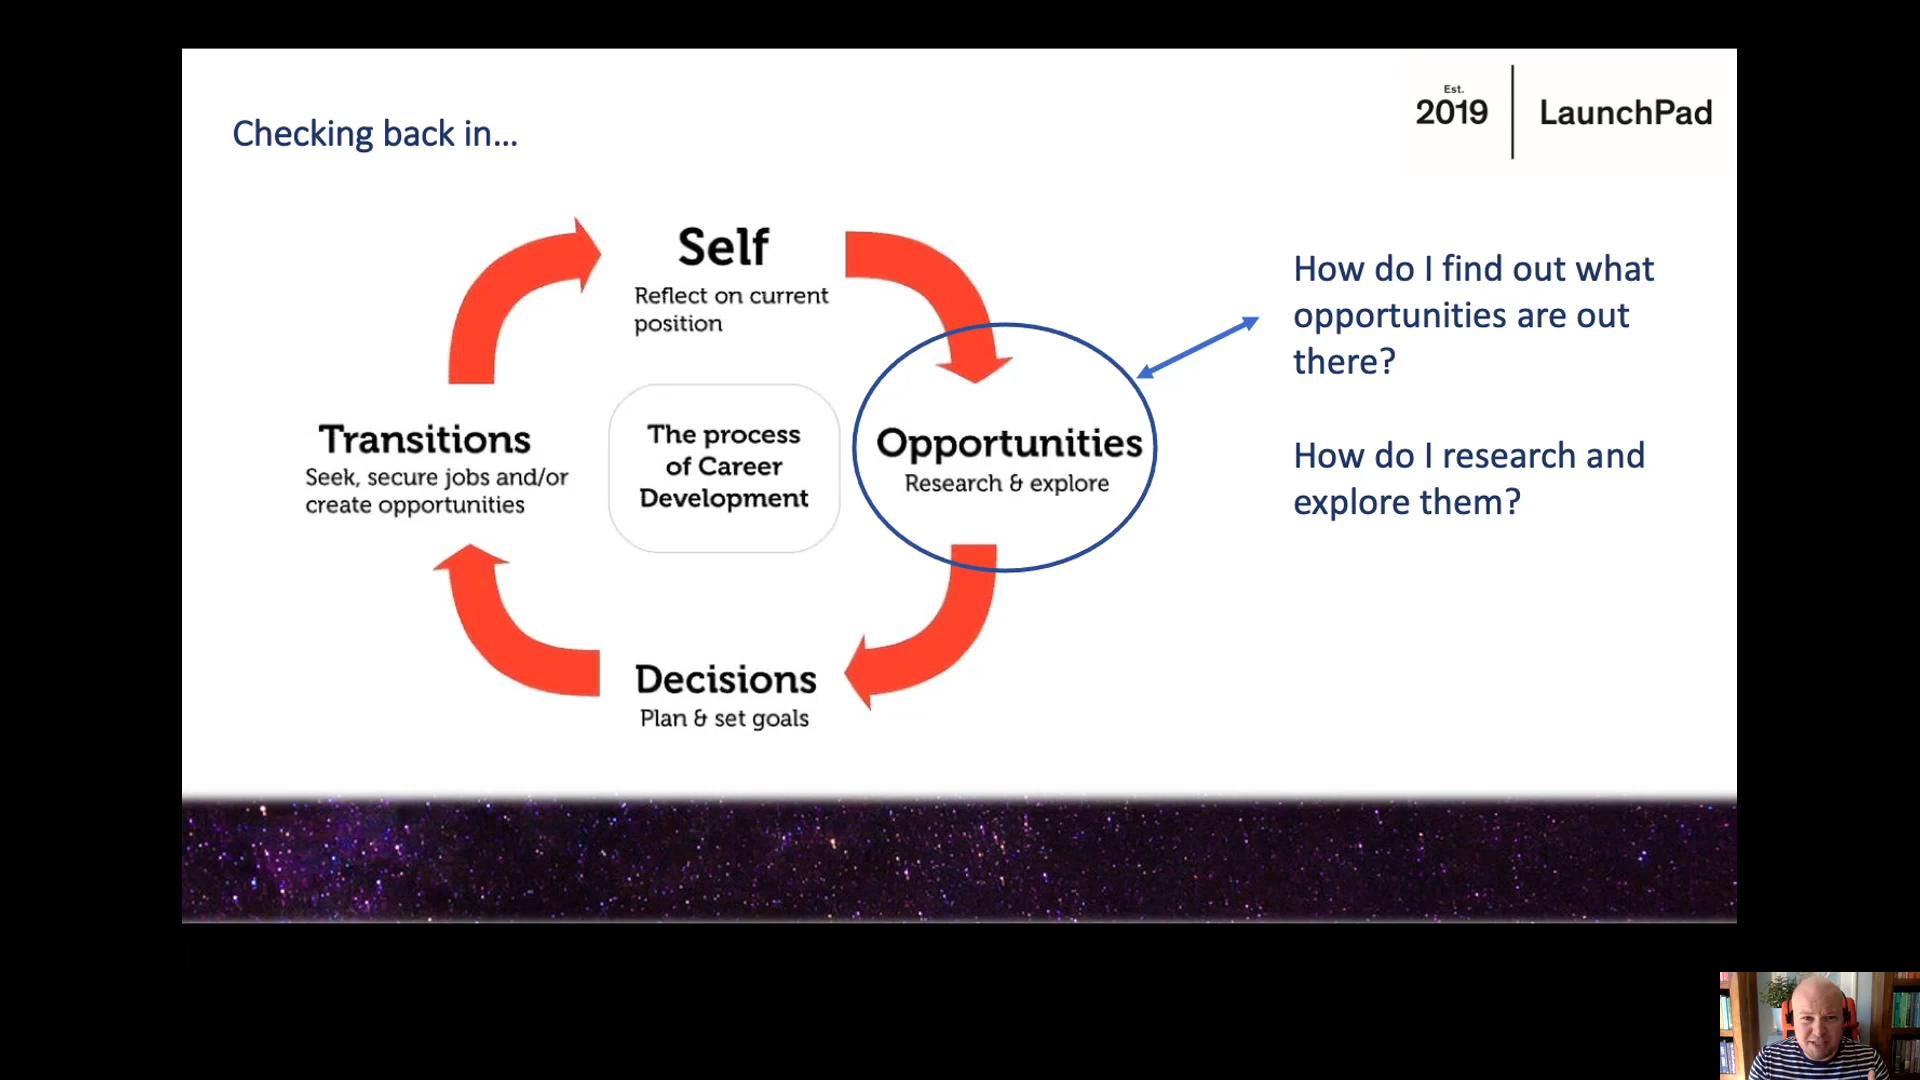 Est.
2019
LaunchPad
Checking back in...
Self
Reflect on current
position
Opportunities
Research & explore
Decisions
Plan & set goals
Transitions
Seek, secure jobs and/or
create opportunities
The process
of Career
Development
How do I find out what
opportunities are out
there?
How do I research and
explore them?